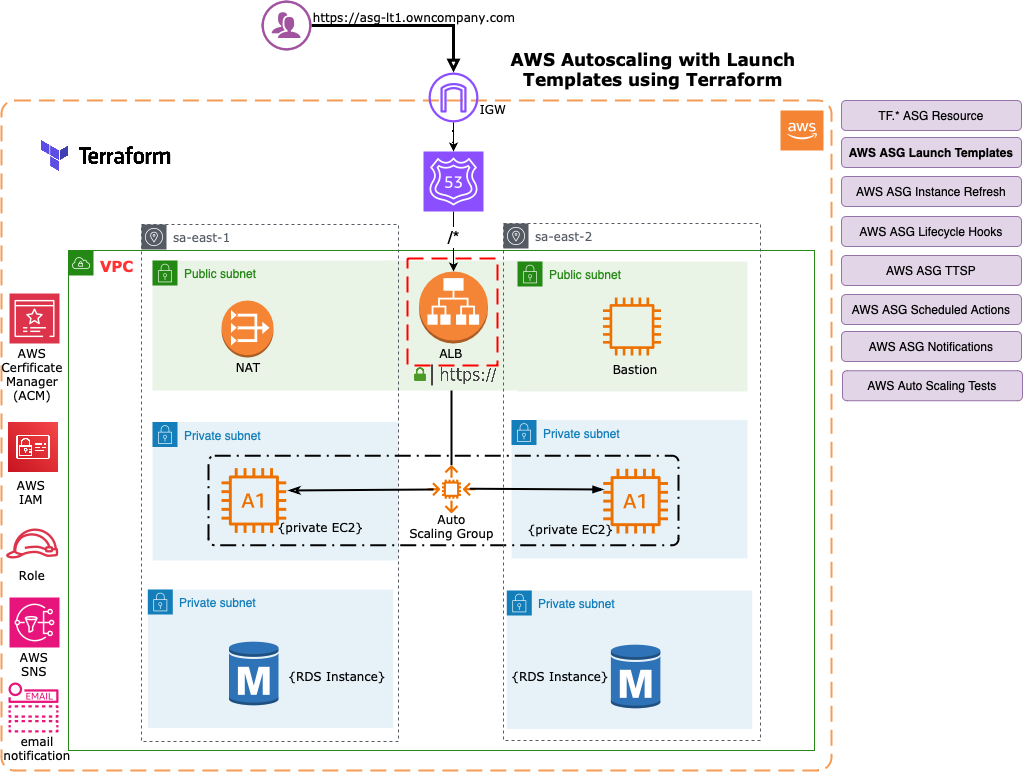 https://asg-lt1.owncompany.com
AWS Autoscaling with Launch
Templates using Terraform
IGW
aws
Terraform
53
/*
sa-east-1
sa-east-2
VPC
Public subnet
Public subnet
NAT
ALB
https://
Bastion
AWS
Cerfificate
Manager
(ACM)
Private subnet
Private subnet
A1
A1
{private EC2}
Auto
Scaling Group
{private EC2}
AWS
IAM
Role
Private subnet
Private subnet
M
{RDS Instance}
{RDS Instance}
M
AWS
SNS
EMAIL
email
notification
TF.* ASG Resource
AWS ASG Launch Templates
AWS ASG Instance Refresh
AWS ASG Lifecycle Hooks
AWS ASG TTSP
AWS ASG Scheduled Actions
AWS ASG Notifications
AWS Auto Scaling Tests